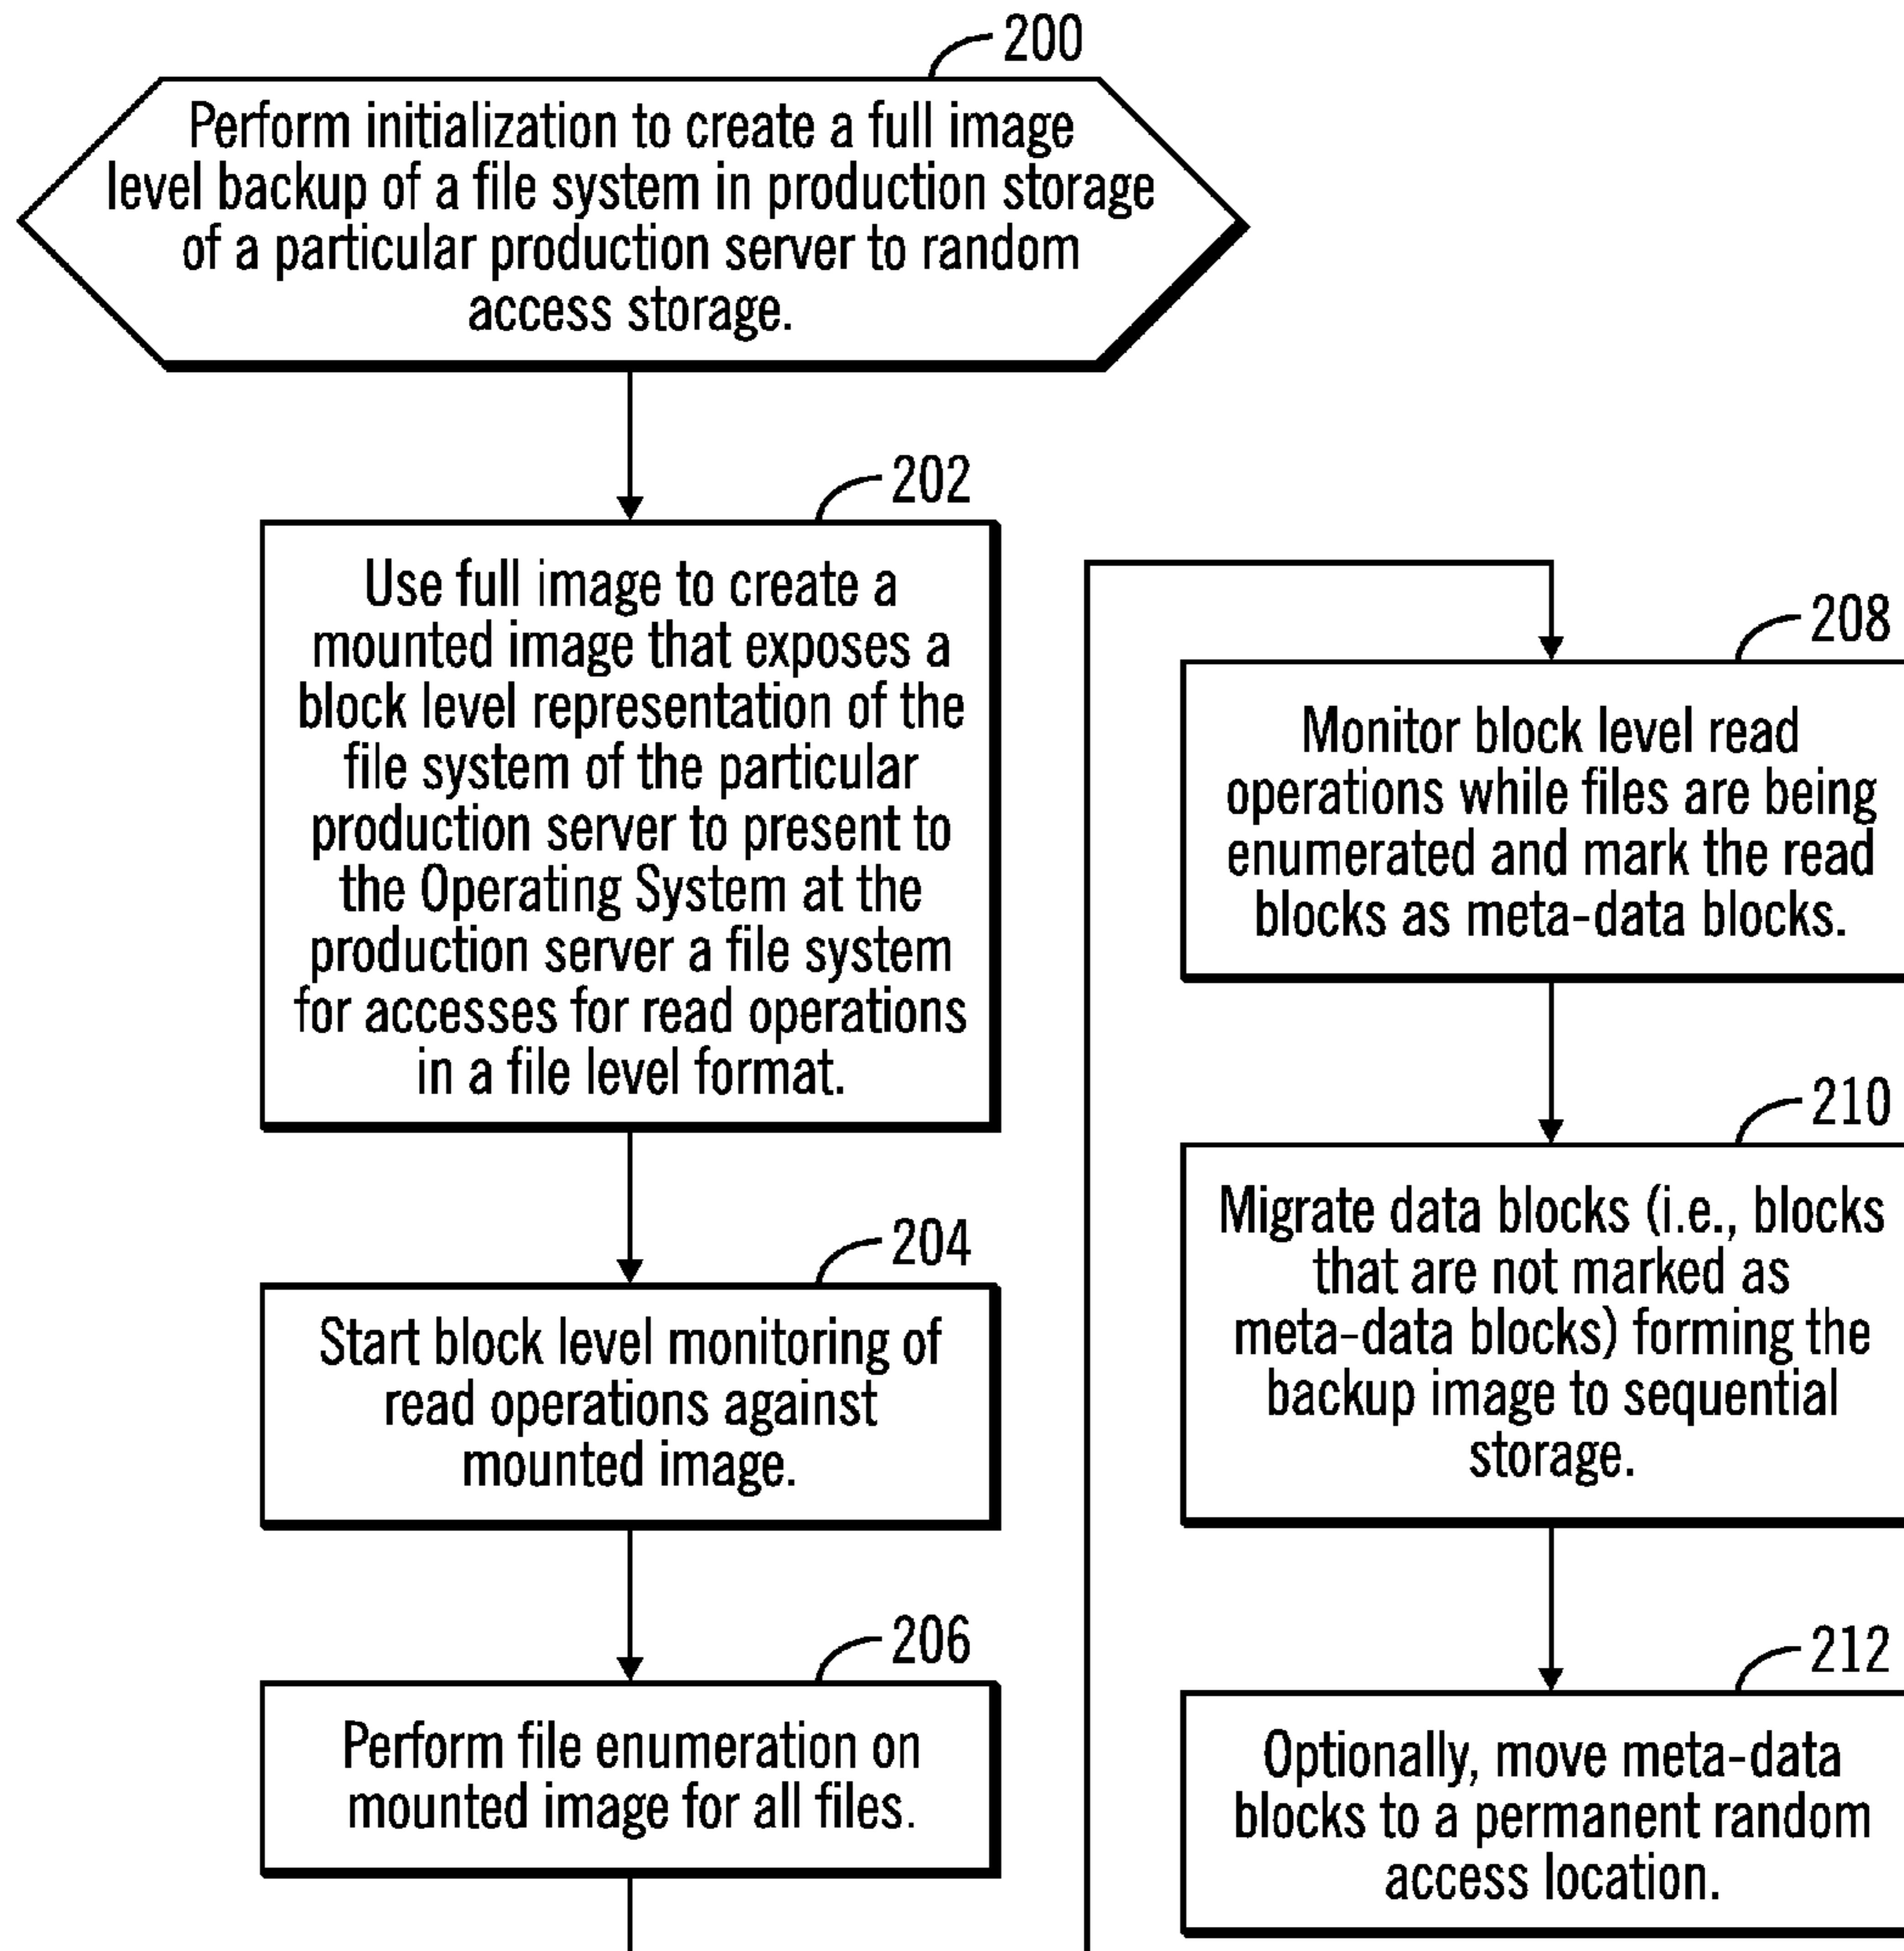 200
Perform initialization to create a full image
level backup of a file system in production storage
of a particular production server to random
access storage.
202
Use full image to create a
mounted image that exposes a
block level representation of the
file system of the particular
production server to present to
the Operating System at the
production server a file system
for accesses for read operations
in a file level format.
204
Start block level monitoring of
read operations against
mounted image.
206
Perform file enumeration on
mounted image for all files.
208
Monitor block level read
operations while files are being
enumerated and mark the read
blocks as meta-data blocks.
210
Migrate data blocks (i.e., blocks
that are not marked as
meta-data blocks) forming the
backup image to sequential
storage.
212
Optionally, move meta-data
blocks to a permanent random
access location.